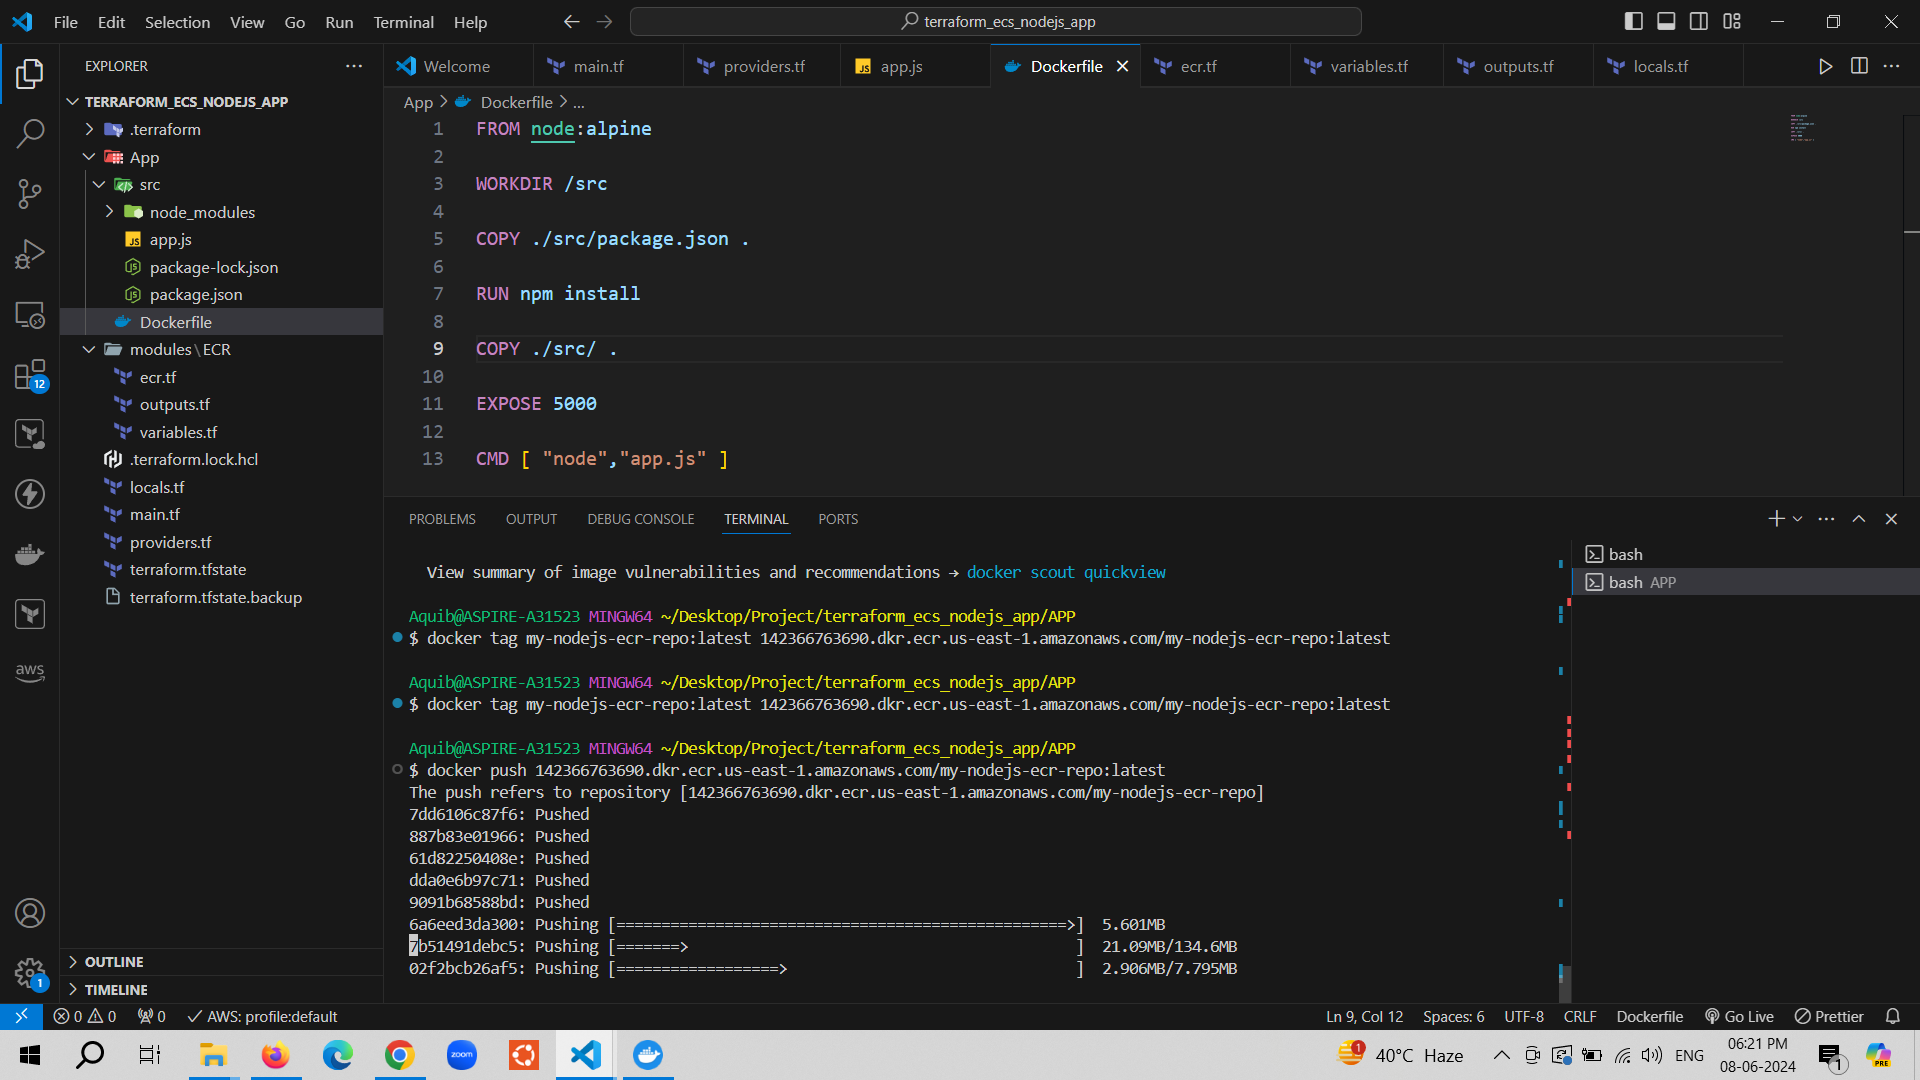 File Edit Selection View Go Run Terminal Help
terraform_ecs_nodejs_app
EXPLORER
TERRAFORM_ECS_NODEJS_APP
.terraform
App
src
node_modules
app.js
package-lock.json
package.json
Dockerfile
modules\ECR
ecr.tf
outputs.tf
variables.tf
.terraform.lock.hcl
locals.tf
main.tf
providers.tf
terraform.tfstate
terraform.tfstate.backup
OUTLINE
TIMELINE
12
aws
1
Welcome main.tf providers.tf app.js Dockerfile ecr.tf variables.tf outputs.tf locals.tf
App > Dockerfile > ...
1 FROM node:alpine
2
3 WORKDIR /src
4
5 COPY ./src/package.json .
6
7 RUN npm install
8
9 COPY ./src/ .
10
11 EXPOSE 5000
12
13 CMD [ "node","app.js" ]
PROBLEMS OUTPUT DEBUG CONSOLE TERMINAL PORTS
View summary of image vulnerabilities and recommendations → docker scout quickview
Aquib@ASPIRE-A31523 MINGW64 ~/Desktop/Project/terraform_ecs_nodejs_app/APP
$ docker tag my-nodejs-ecr-repo:latest 142366763690.dkr.ecr.us-east-1.amazonaws.com/my-nodejs-ecr-repo:latest
Aquib@ASPIRE-A31523 MINGW64 ~/Desktop/Project/terraform_ecs_nodejs_app/APP
$ docker tag my-nodejs-ecr-repo:latest 142366763690.dkr.ecr.us-east-1.amazonaws.com/my-nodejs-ecr-repo:latest
Aquib@ASPIRE-A31523 MINGW64 ~/Desktop/Project/terraform_ecs_nodejs_app/APP
$ docker push 142366763690.dkr.ecr.us-east-1.amazonaws.com/my-nodejs-ecr-repo:latest
The push refers to repository [142366763690.dkr.ecr.us-east-1.amazonaws.com/my-nodejs-ecr-repo]
7dd6106c87f6: Pushed
887b83e01966: Pushed
61d82250408e: Pushed
dda0e6b97c71: Pushed
9091b68588bd: Pushed
6a6eed3da300: Pushing [==================================================>] 5.601MB
7b51491debc5: Pushing [=======> ] 21.09MB/134.6MB
02f2bcb26af5: Pushing [==================> ] 2.906MB/7.795MB
bash
bash APP
0 0 0 AWS: profile:default
Ln 9, Col 12 Spaces: 6 UTF-8 CRLF Dockerfile Go Live Prettier
zoom
1
40°C Haze
ENG
06:21 PM
08-06-2024
1
PRE